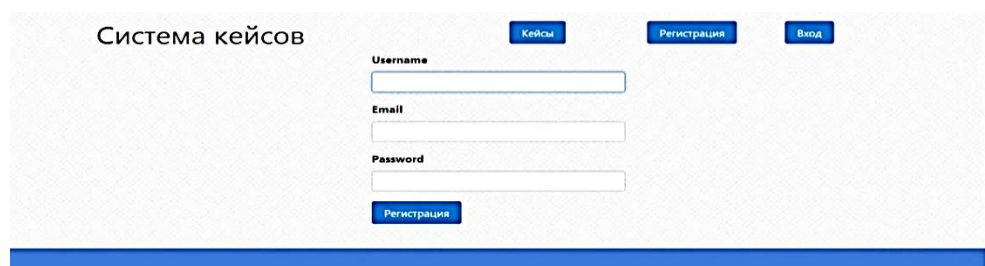 Система кейсов
Кейсы
Регистрация
Вход
Username
Email
Password
Регистрация